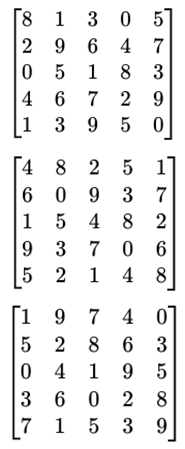 8 1 3 0 5
2 9 6 4 7
0 5 1 8 3
4 6 7 2 9
1 3 9 5 0
4 8 2 5 1
6 0 9 3 7
1 5 4 8 2
9 3 7 0 6
5 2 1 4 8
1 9 7 4 0
5 2 8 6 3
0 4 1 9 5
3 6 0 2 8
7 1 5 3 9